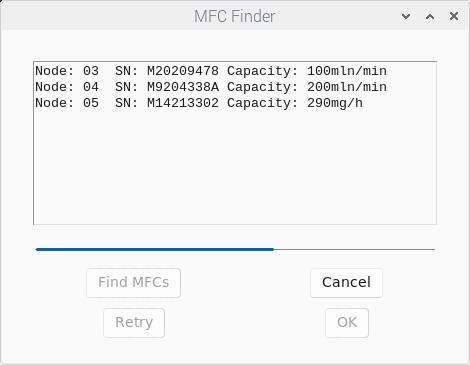 MFC Finder
Node: 03  SN: M20209478 Capacity: 100mln/min
Node: 04  SN: M9204338A Capacity: 200mln/min
Node: 05  SN: M14213302 Capacity: 290mg/h
Find MFCs
Cancel
Retry
OK